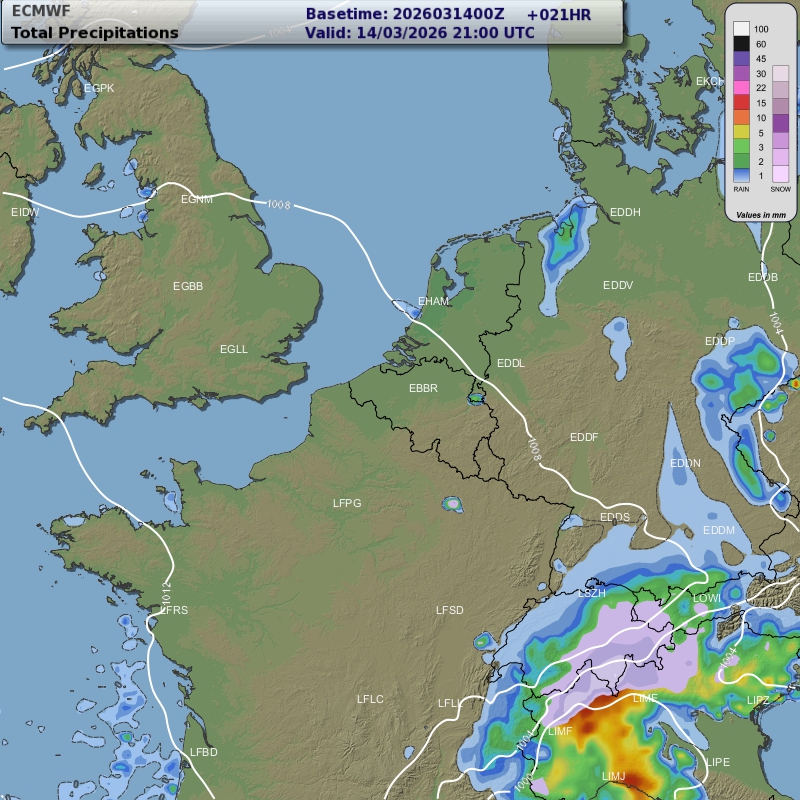 ECMWF
Basetime: 2026031400Z +021HR
Total Precipitations
Valid: 14/03/2026 21:00 UTC
100
60
45
30
22
15
10
5
3
2
1
RAIN SNOW
Values in mm
EGPK
EKCH
EIDW
EGNM
1008
EDDH
EGBB
EDDV
EDDB
EHAM
1004
EGLL
EDDP
EDDL
EBBR
EDDF
1008
EDDN
LFPG
EDDS
EDDM
1012
LFRS
LSZH
LOWI
LFSD
1004
LFLC
LFLL
LIME
LIPZ
LIMF
1004
LFBD
LIPE
LIMJ
1000